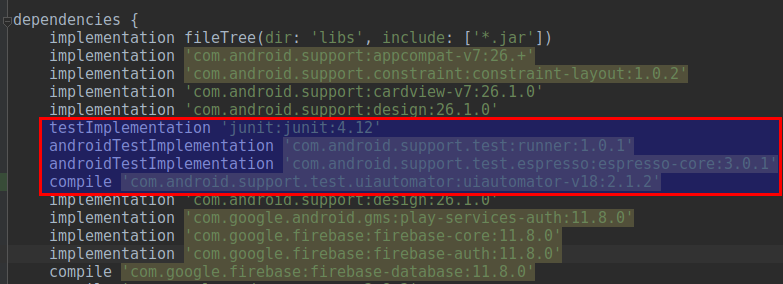 dependencies {
implementation fileTree(dir: 'libs', include: ['*.jar'])
implementation 'com.android.support:appcompat-v7:26.+'
implementation 'com.android.support.constraint:constraint-layout:1.0.2'
implementation 'com.android.support:cardview-v7:26.1.0'
implementation 'com.android.support:design:26.1.0'
testImplementation 'junit:junit:4.12'
androidTestImplementation 'com.android.support.test:runner:1.0.1'
androidTestImplementation 'com.android.support.test.espresso:espresso-core:3.0.1'
compile 'com.android.support.test.uiautomator:uiautomator-v18:2.1.2'
implementation 'com.android.support:design:26.1.0'
implementation 'com.google.android.gms:play-services-auth:11.8.0'
implementation 'com.google.firebase:firebase-core:11.8.0'
implementation 'com.google.firebase:firebase-auth:11.8.0'
compile 'com.google.firebase:firebase-database:11.8.0'